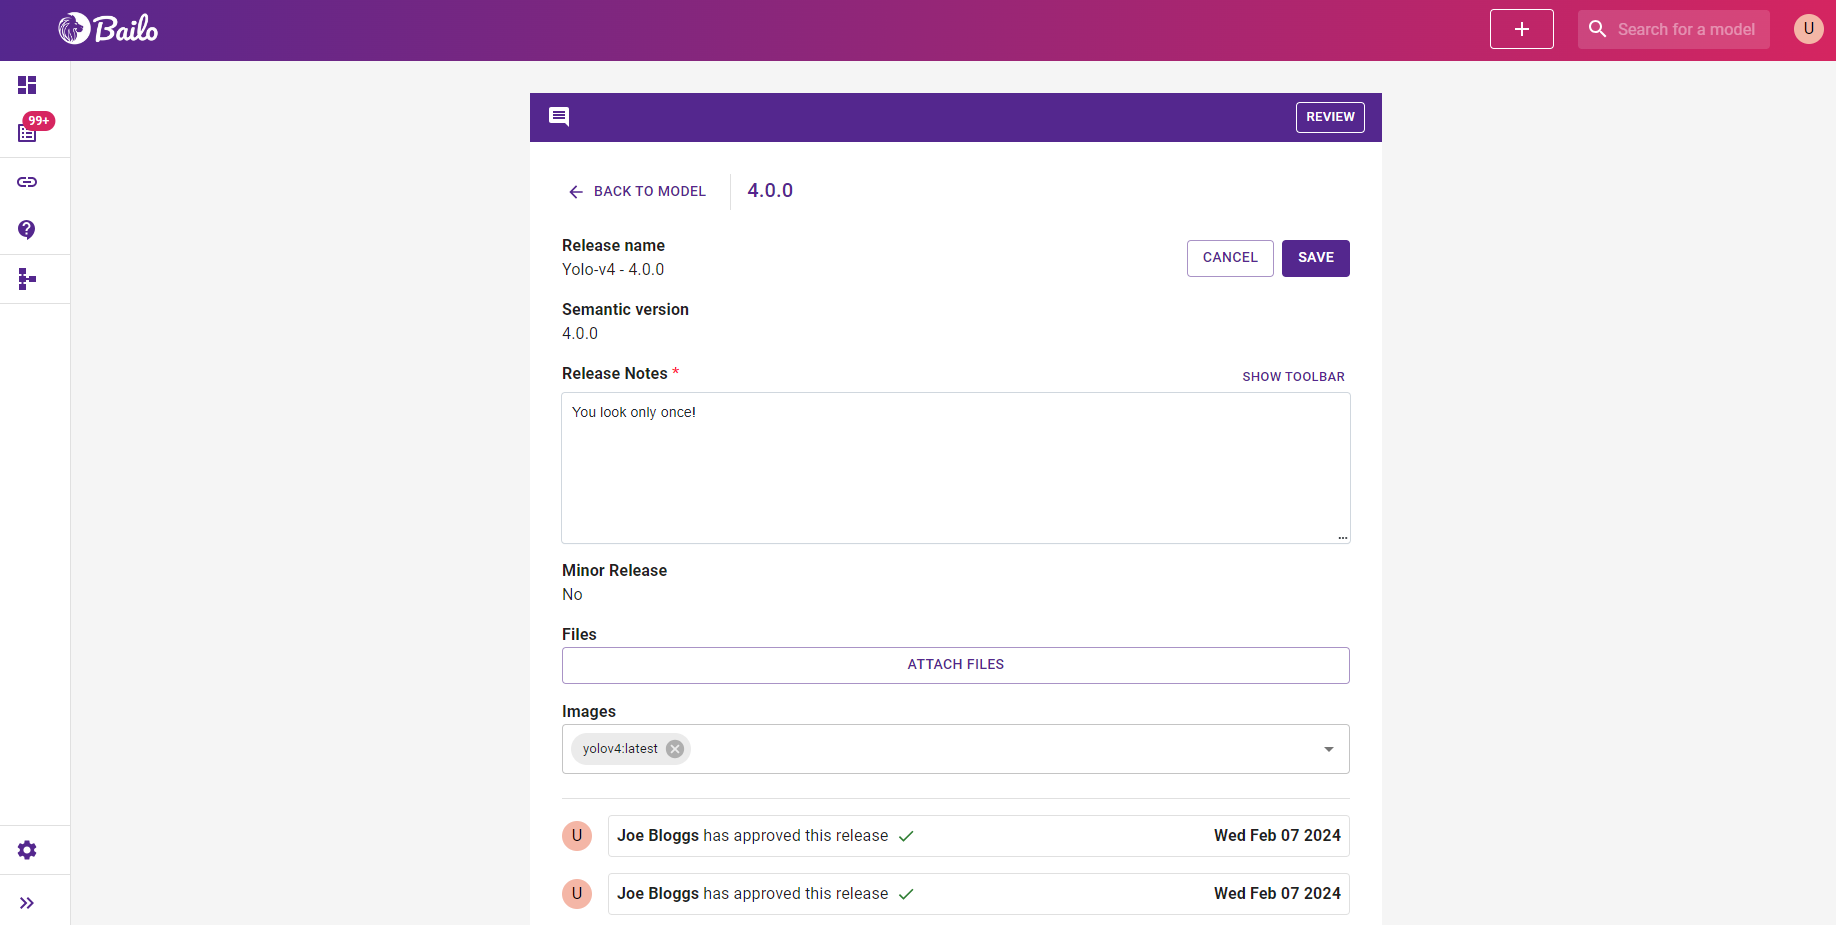 Bailo
Search for a model
U
99+
REVIEW
BACK TO MODEL
4.0.0
Release name
Yolo-v4 - 4.0.0
CANCEL
SAVE
Semantic version
4.0.0
Release Notes *
SHOW TOOLBAR
You look only once!
Minor Release
No
Files
ATTACH FILES
Images
yolov4:latest
U
Joe Bloggs has approved this release
Wed Feb 07 2024
U
Joe Bloggs has approved this release
Wed Feb 07 2024